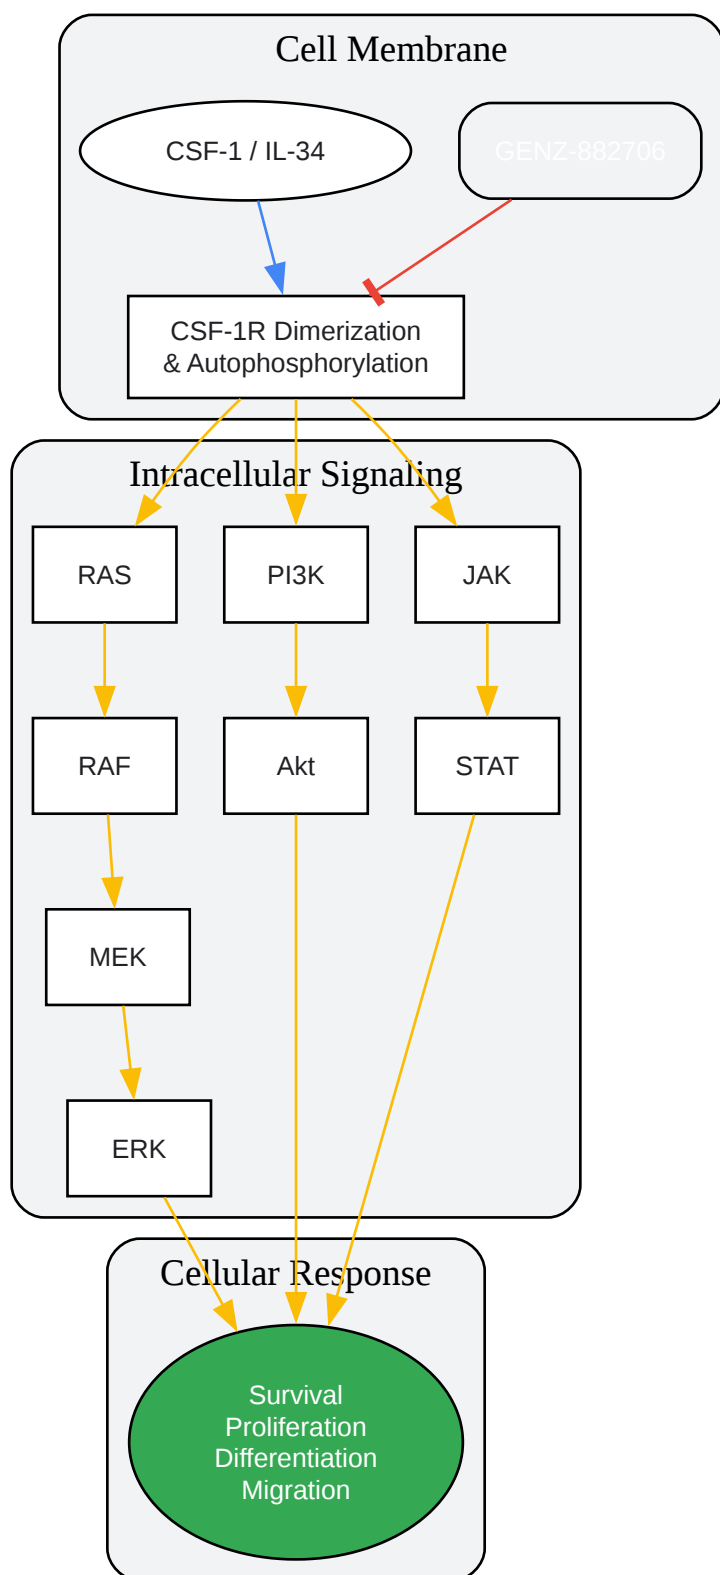 Cell Membrane
CSF-1 / IL-34
GENZ-882706
CSF-1R Dimerization
& Autophosphorylation
Intracellular Signaling
RAS
PI3K
JAK
RAF
Akt
STAT
MEK
ERK
Cellular Response
Survival
Proliferation
Differentiation
Migration